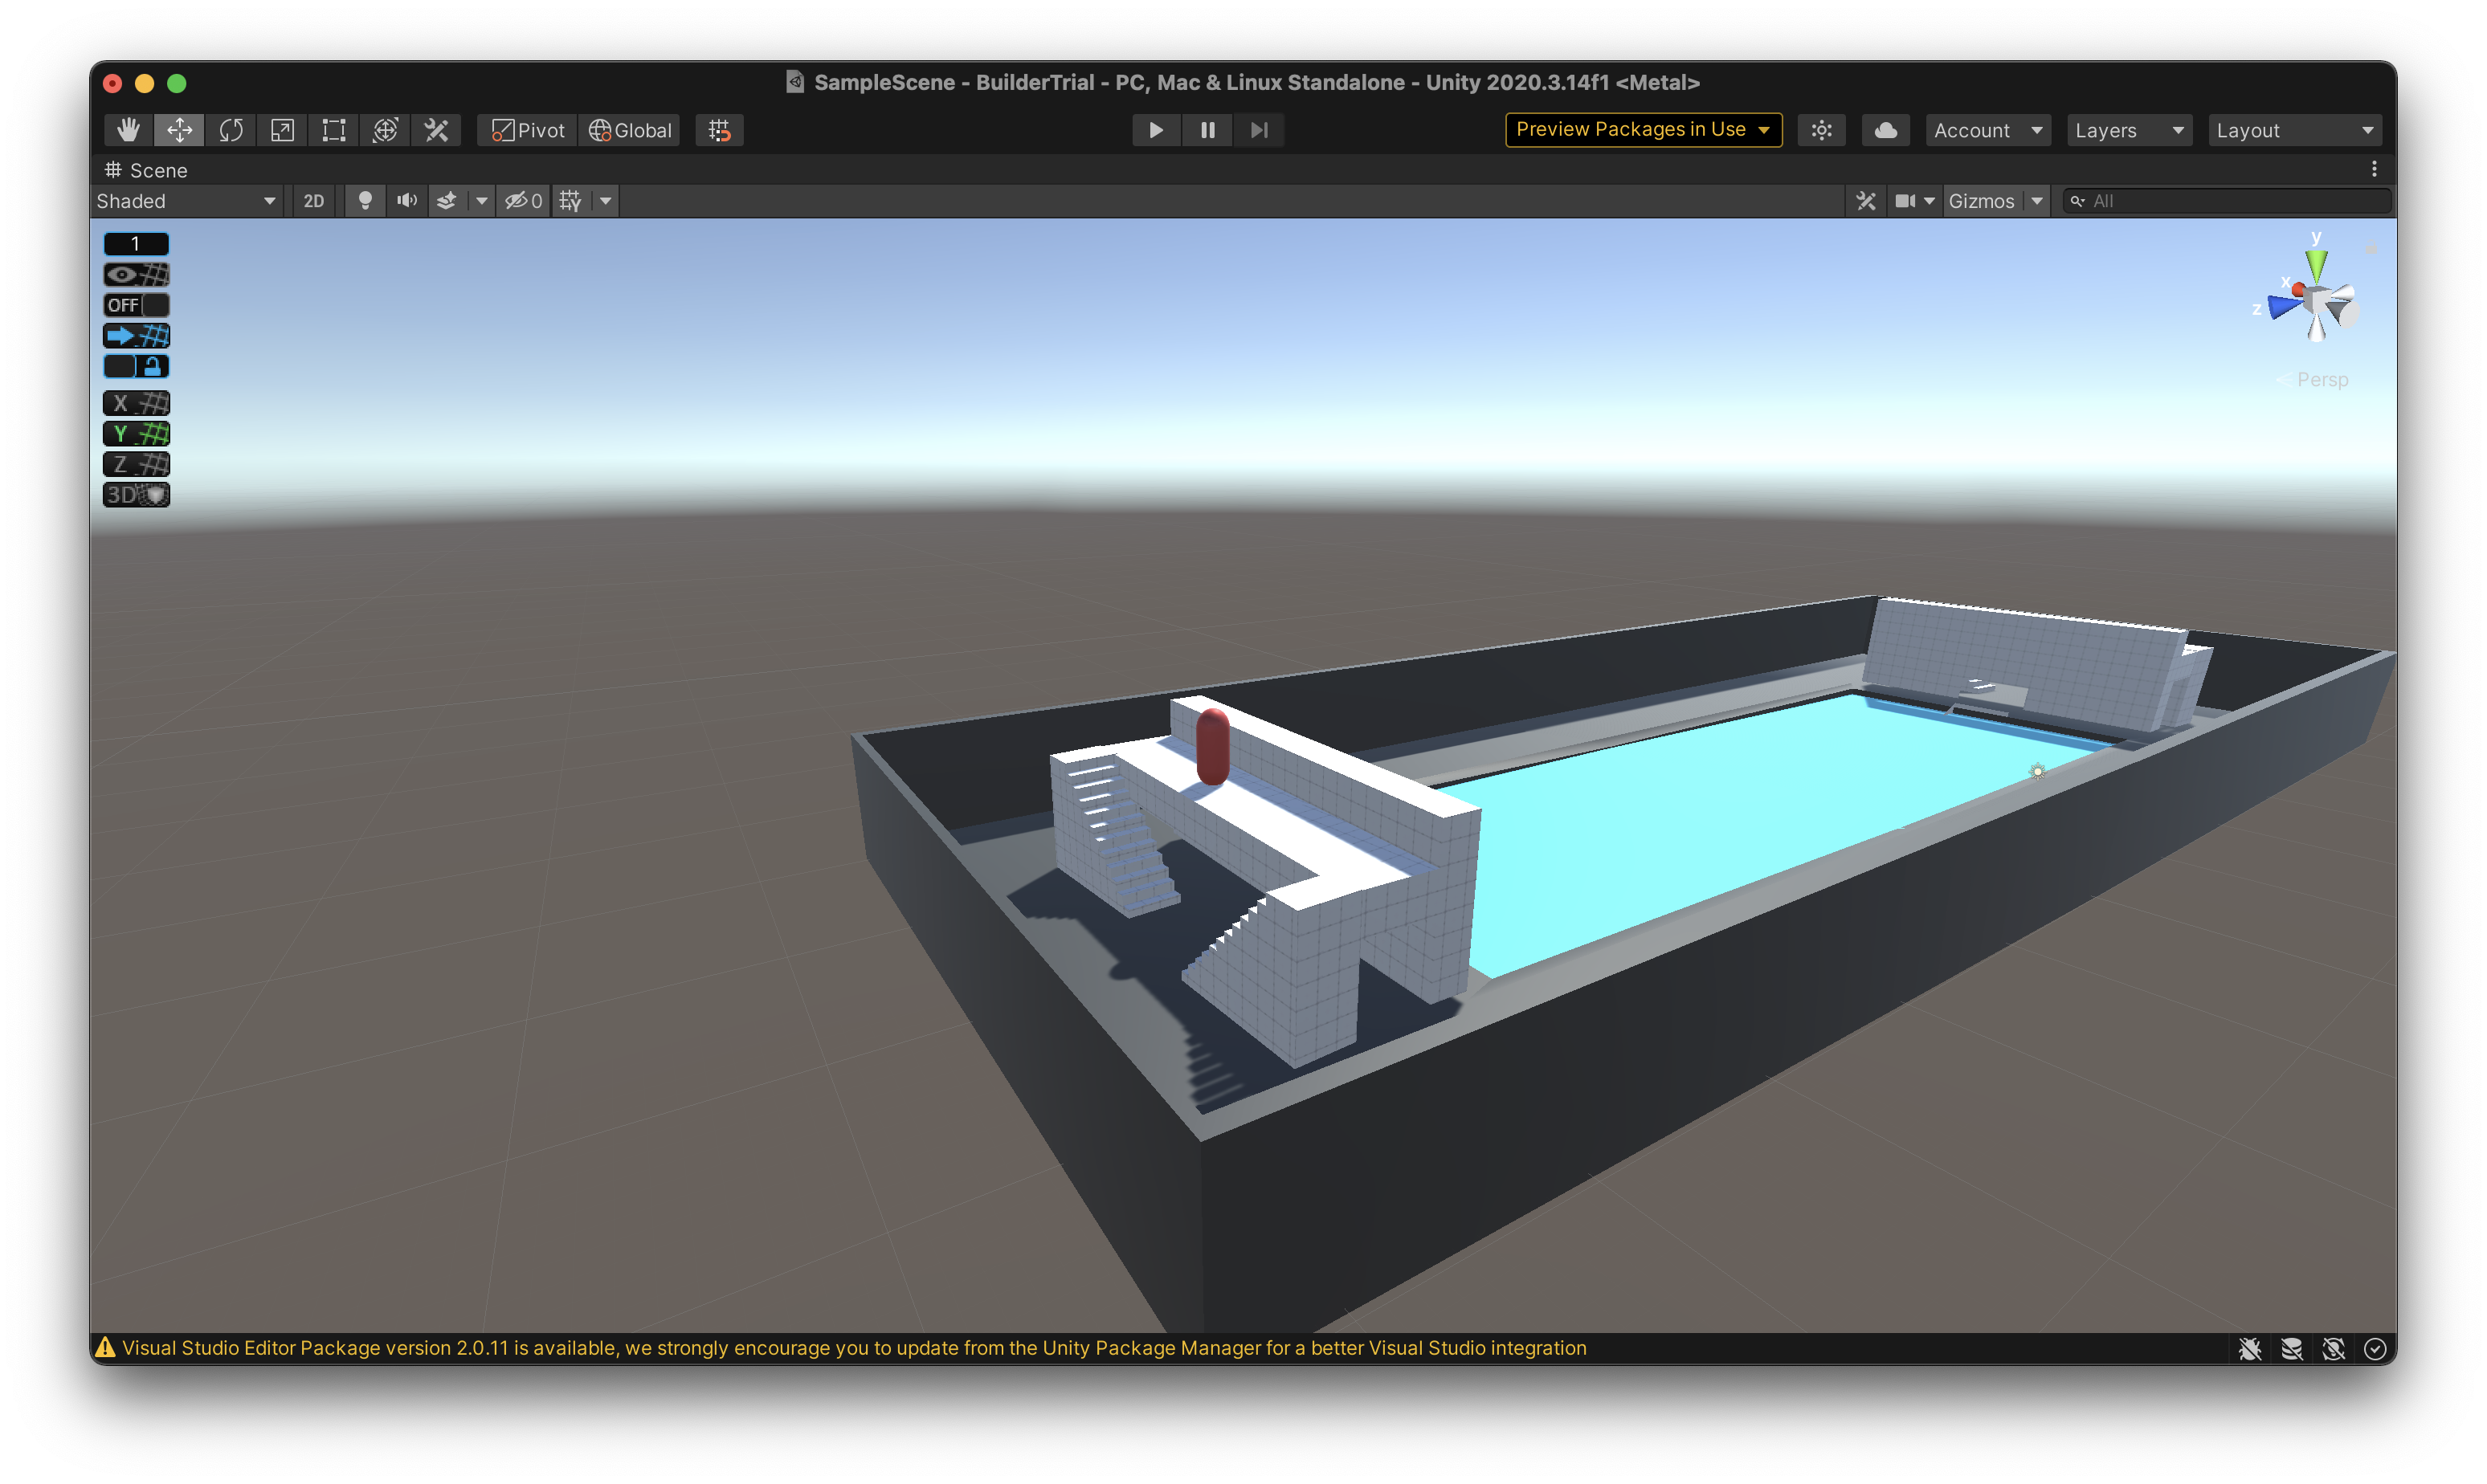 SampleScene - BuilderTrial - PC, Mac & Linux Standalone - Unity 2020.3.14f1 <Metal>
Pivot Global Preview Packages in Use Account Layers Layout
Scene
Shaded 2D 0 Y Gizmos All
1
OFF
X
Y
Z
3D
y
x
z
Persp
Visual Studio Editor Package version 2.0.11 is available, we strongly encourage you to update from the Unity Package Manager for a better Visual Studio integration